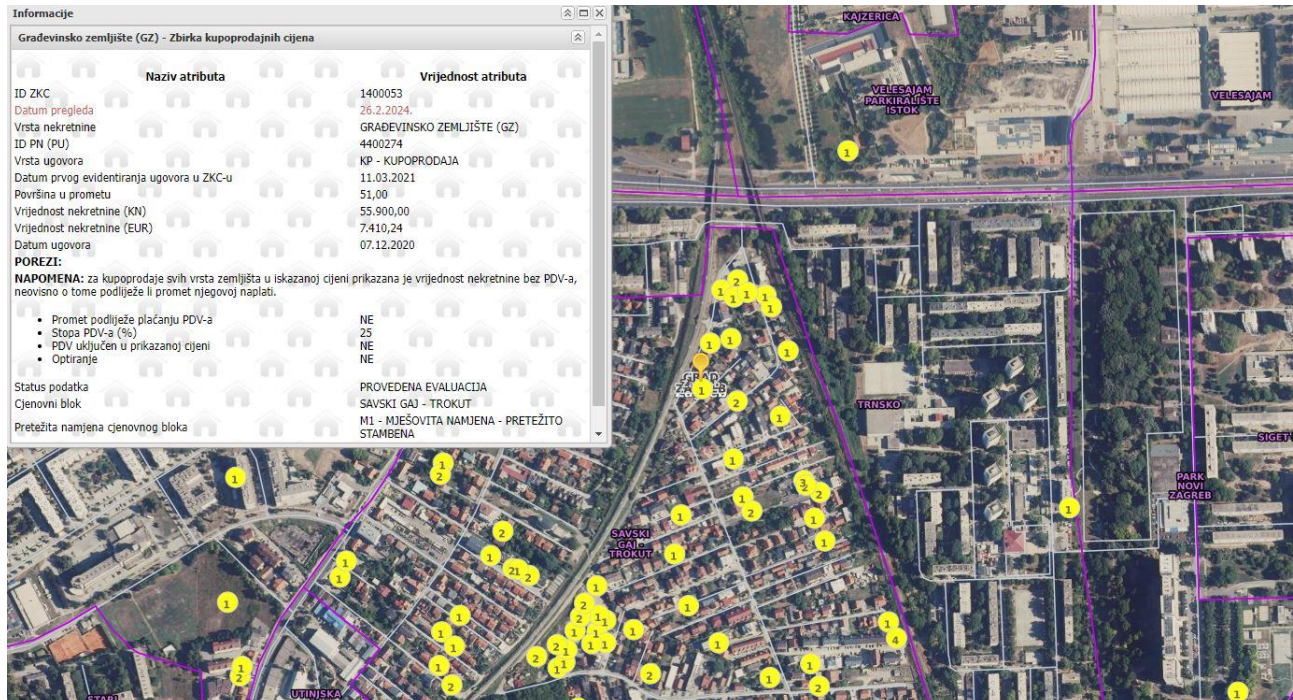 Informacije
Građevinsko zemljište (GZ) - Zbirka kupoprodajnih cijena
Naziv atributa Vrijednost atributa
ID ZKC 1400053
Datum pregleda 26.2.2024.
Vrsta nekretnine GRAĐEVINSKO ZEMLJIŠTE (GZ)
ID PN (PU) 4400274
Vrsta ugovora KP - KUPOPRODAJA
Datum prvog evidentiranja ugovora u ZKC-u 11.03.2021
Površina u prometu 51,00
Vrijednost nekretnine (KN) 55.900,00
Vrijednost nekretnine (EUR) 7.410,24
Datum ugovora 07.12.2020
POREZI:
NAPOMENA: za kupoprodaje svih vrsta zemljišta u iskazanoj cijeni prikazana je vrijednost nekretnine bez PDV-a,
neovisno o tome podliježe li promet njegovoj naplati.
• Promet podliježe plaćanju PDV-a NE
• Stopa PDV-a (%) 25
• PDV uključen u prikazanoj cijeni NE
• Optiranje NE
Status podatka PROVEDENA EVALUACIJA
Cjenovni blok SAVSKI GAJ - TROKUT
Pretežita namjena cjenovnog bloka M1 - MJEŠOVITA NAMJENA - PRETEŽITO
STAMBENA
KAJZERICA
VELESAJAM
PARKIRALIŠTE
ISTOK
VELESAJAM
GRAD
ZAGREB
TRNSKO
SIGET
PARK
NOVI
ZAGREB
SAVSKI
GAJ -
TROKUT
UTINJSKA
STARI